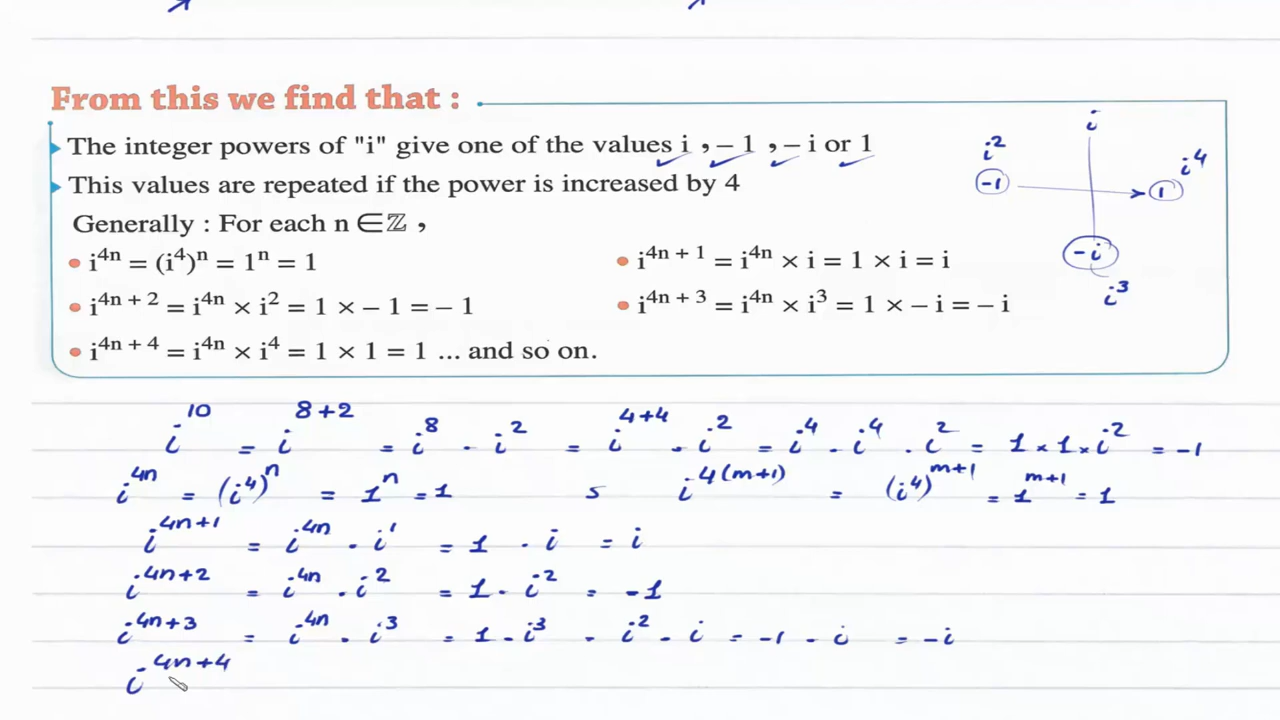 From this we find that :
The integer powers of "i" give one of the values i , – 1 , – i or 1
This values are repeated if the power is increased by 4
Generally : For each n ∈ ℤ ,
• i^{4n} = (i^4)^n = 1^n = 1
• i^{4n + 1} = i^{4n} × i = 1 × i = i
• i^{4n + 2} = i^{4n} × i^2 = 1 × – 1 = – 1
• i^{4n + 3} = i^{4n} × i^3 = 1 × – i = – i
• i^{4n + 4} = i^{4n} × i^4 = 1 × 1 = 1 ... and so on.
i
i^2
i^4
-1
1
-i
i^3
i^{10} = i^{8+2} = i^8 · i^2 = i^{4+4} · i^2 = i^4 · i^4 · i^2 = 1 × 1 × i^2 = -1
i^{4n} = (i^4)^n = 1^n = 1 s i^{4(m+1)} = (i^4)^{m+1} = 1^{m+1} = 1
i^{4n+1} = i^{4n} · i^1 = 1 · i = i
i^{4n+2} = i^{4n} · i^2 = 1 · i^2 = -1
i^{4n+3} = i^{4n} · i^3 = 1 · i^3 = i^2 · i = -1 · i = -i
i^{4n+4}